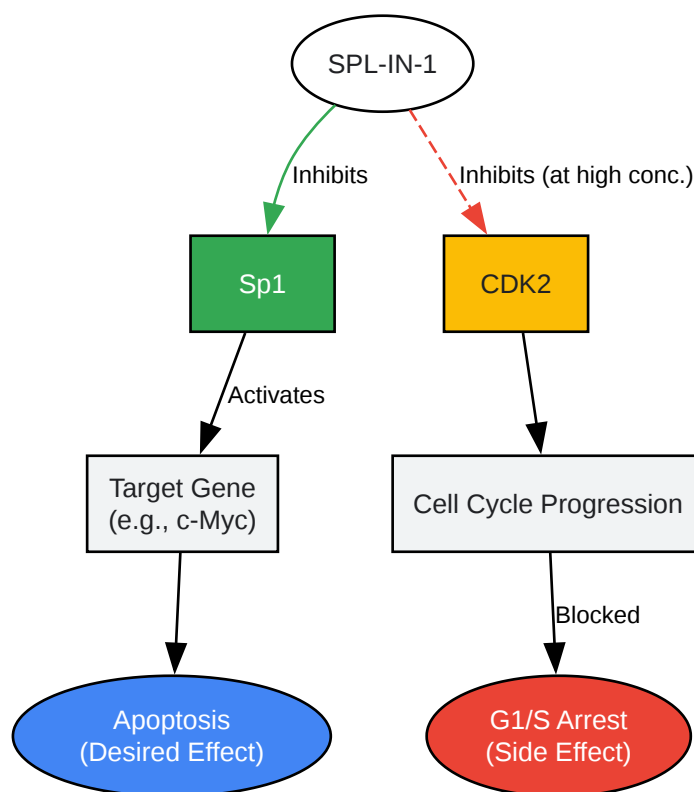 SPL-IN-1
Inhibits
Inhibits (at high conc.)
Sp1
CDK2
Activates
Target Gene
(e.g., c-Myc)
Cell Cycle Progression
Blocked
Apoptosis
(Desired Effect)
G1/S Arrest
(Side Effect)